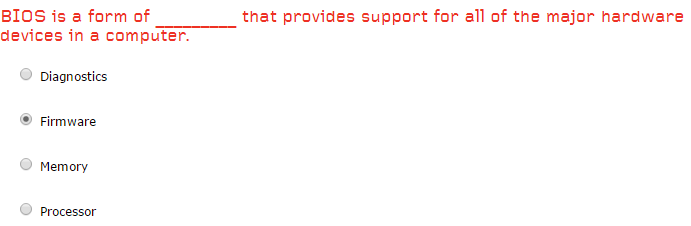 BIOS is a form of _________ that provides support for all of the major hardware
devices in a computer.
Diagnostics
Firmware
Memory
Processor